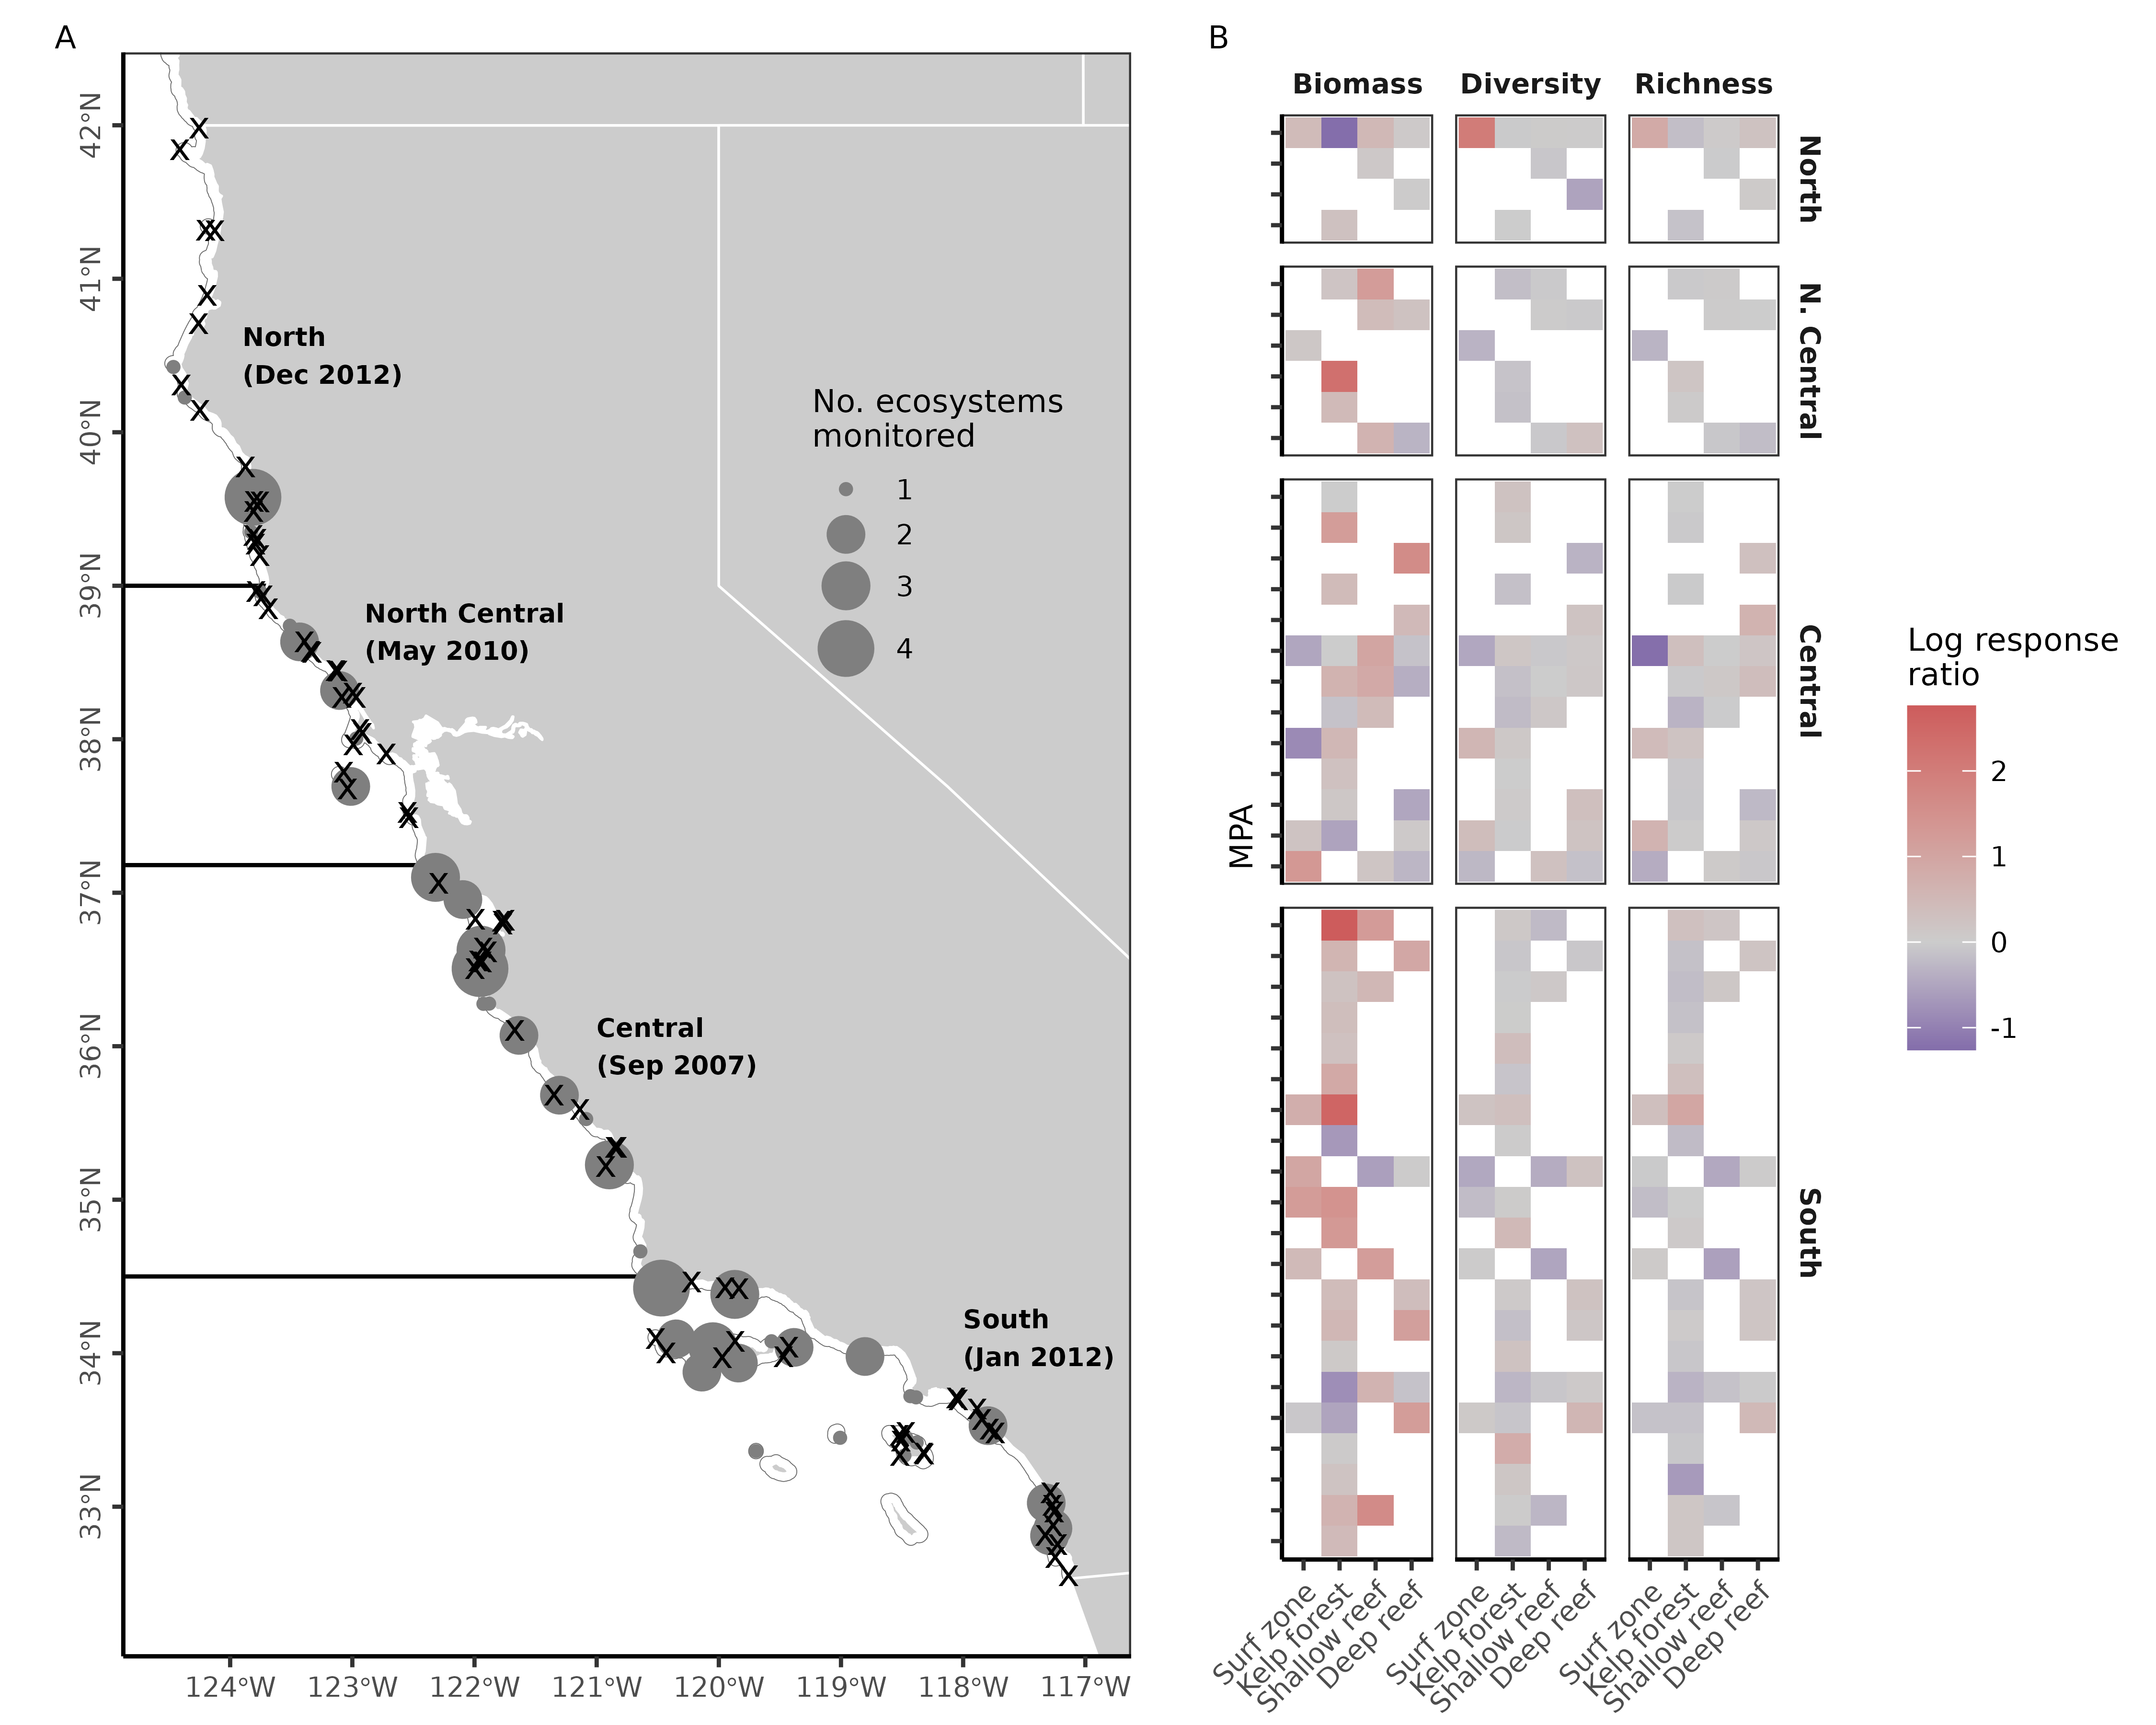 A
42°N
41°N
40°N
39°N
38°N
37°N
36°N
35°N
34°N
33°N
124°W
123°W
122°W
121°W
120°W
119°W
118°W
117°W
North
(Dec 2012)
North Central
(May 2010)
Central
(Sep 2007)
South
(Jan 2012)
No. ecosystems
monitored
1
2
3
4
B
Biomass
Diversity
Richness
North
N. Central
Central
South
MPA
Surf zone
Kelp forest
Shallow reef
Deep reef
Surf zone
Kelp forest
Shallow reef
Deep reef
Surf zone
Kelp forest
Shallow reef
Deep reef
Log response
ratio
2
1
0
-1